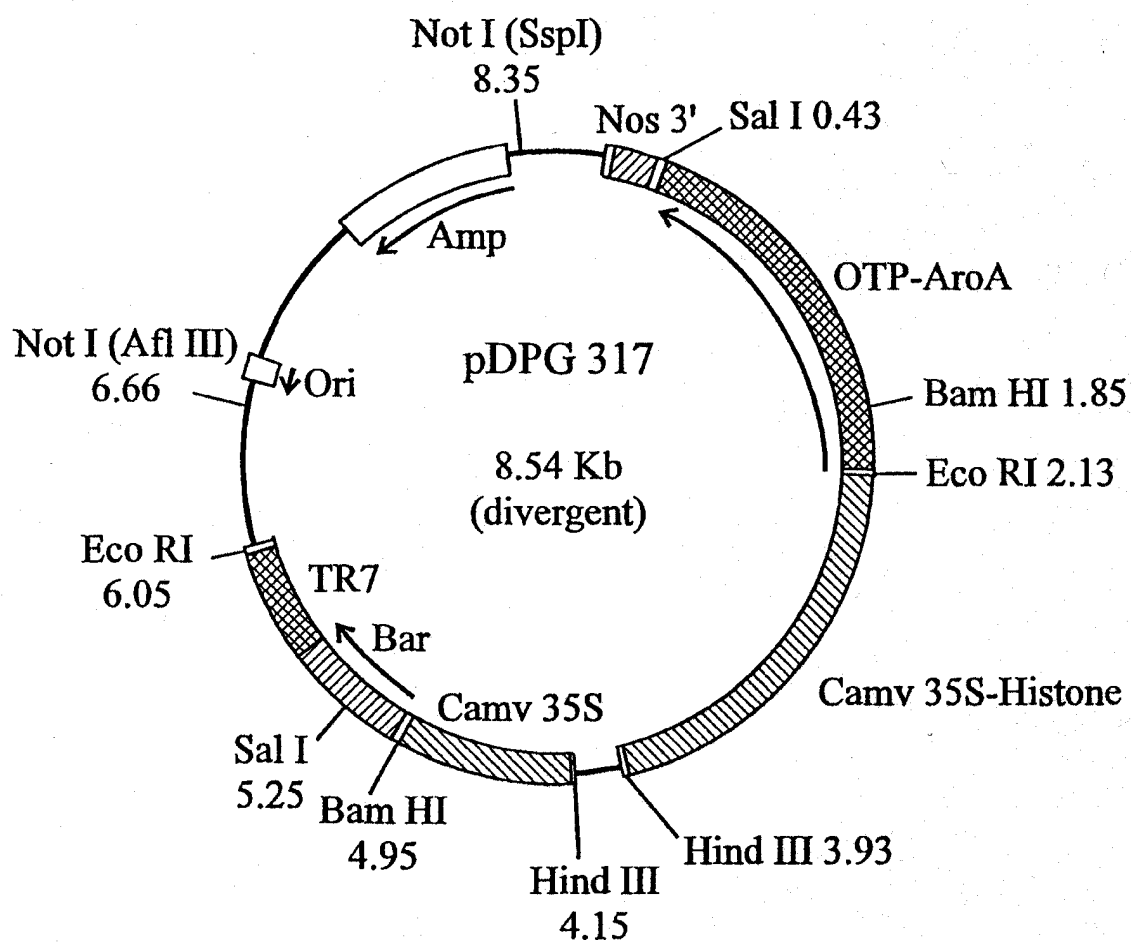 Not I (SspI)
8.35
Nos 3'
Sal I 0.43
Amp
OTP-AroA
Not I (Afl III)
6.66
Ori
pDPG 317
Bam HI 1.85
8.54 Kb
(divergent)
Eco RI 2.13
Eco RI
6.05
TR7
Bar
Camv 35S
Camv 35S-Histone
Sal I
5.25
Bam HI
4.95
Hind III 3.93
Hind III
4.15